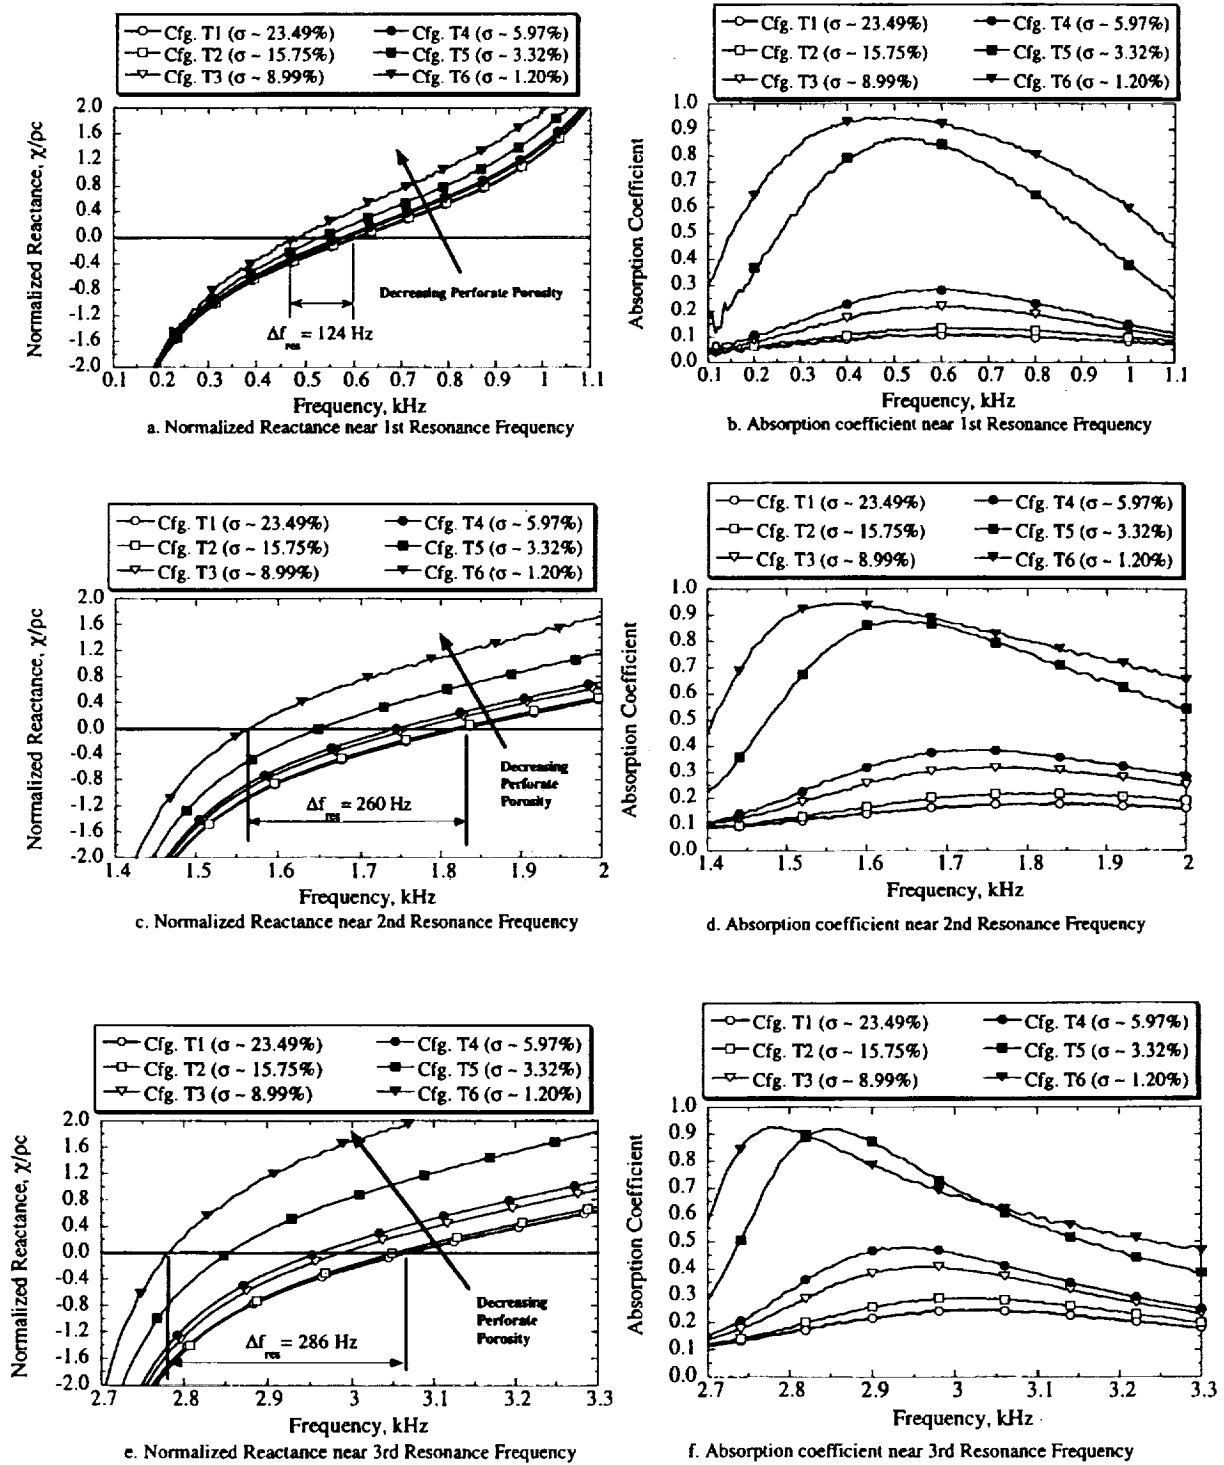 Cfg. T1 (σ ~ 23.49%) Cfg. T4 (σ ~ 5.97%)
Cfg. T2 (σ ~ 15.75%) Cfg. T5 (σ ~ 3.32%)
Cfg. T3 (σ ~ 8.99%) Cfg. T6 (σ ~ 1.20%)
Normalized Reactance, χ/ρc
2.0
1.6
1.2
0.8
0.4
0.0
-0.4
-0.8
-1.2
-1.6
-2.0
Decreasing Perforate Porosity
Δf_res = 124 Hz
0.1 0.2 0.3 0.4 0.5 0.6 0.7 0.8 0.9 1 1.1
Frequency, kHz
a. Normalized Reactance near 1st Resonance Frequency
Cfg. T1 (σ ~ 23.49%) Cfg. T4 (σ ~ 5.97%)
Cfg. T2 (σ ~ 15.75%) Cfg. T5 (σ ~ 3.32%)
Cfg. T3 (σ ~ 8.99%) Cfg. T6 (σ ~ 1.20%)
Absorption Coefficient
1.0
0.9
0.8
0.7
0.6
0.5
0.4
0.3
0.2
0.1
0.0
0.1 0.2 0.3 0.4 0.5 0.6 0.7 0.8 0.9 1 1.1
Frequency, kHz
b. Absorption coefficient near 1st Resonance Frequency
Cfg. T1 (σ ~ 23.49%) Cfg. T4 (σ ~ 5.97%)
Cfg. T2 (σ ~ 15.75%) Cfg. T5 (σ ~ 3.32%)
Cfg. T3 (σ ~ 8.99%) Cfg. T6 (σ ~ 1.20%)
Normalized Reactance, χ/ρc
2.0
1.6
1.2
0.8
0.4
0.0
-0.4
-0.8
-1.2
-1.6
-2.0
Decreasing
Perforate
Porosity
Δf_res = 260 Hz
1.4 1.5 1.6 1.7 1.8 1.9 2
Frequency, kHz
c. Normalized Reactance near 2nd Resonance Frequency
Cfg. T1 (σ ~ 23.49%) Cfg. T4 (σ ~ 5.97%)
Cfg. T2 (σ ~ 15.75%) Cfg. T5 (σ ~ 3.32%)
Cfg. T3 (σ ~ 8.99%) Cfg. T6 (σ ~ 1.20%)
Absorption Coefficient
1.0
0.9
0.8
0.7
0.6
0.5
0.4
0.3
0.2
0.1
0.0
1.4 1.5 1.6 1.7 1.8 1.9 2
Frequency, kHz
d. Absorption coefficient near 2nd Resonance Frequency
Cfg. T1 (σ ~ 23.49%) Cfg. T4 (σ ~ 5.97%)
Cfg. T2 (σ ~ 15.75%) Cfg. T5 (σ ~ 3.32%)
Cfg. T3 (σ ~ 8.99%) Cfg. T6 (σ ~ 1.20%)
Normalized Reactance, χ/ρc
2.0
1.6
1.2
0.8
0.4
0.0
-0.4
-0.8
-1.2
-1.6
-2.0
Decreasing
Perforate
Porosity
Δf_res = 286 Hz
2.7 2.8 2.9 3 3.1 3.2 3.3
Frequency, kHz
e. Normalized Reactance near 3rd Resonance Frequency
Cfg. T1 (σ ~ 23.49%) Cfg. T4 (σ ~ 5.97%)
Cfg. T2 (σ ~ 15.75%) Cfg. T5 (σ ~ 3.32%)
Cfg. T3 (σ ~ 8.99%) Cfg. T6 (σ ~ 1.20%)
Absorption Coefficient
1.0
0.9
0.8
0.7
0.6
0.5
0.4
0.3
0.2
0.1
0.0
2.7 2.8 2.9 3 3.1 3.2 3.3
Frequency, kHz
f. Absorption coefficient near 3rd Resonance Frequency